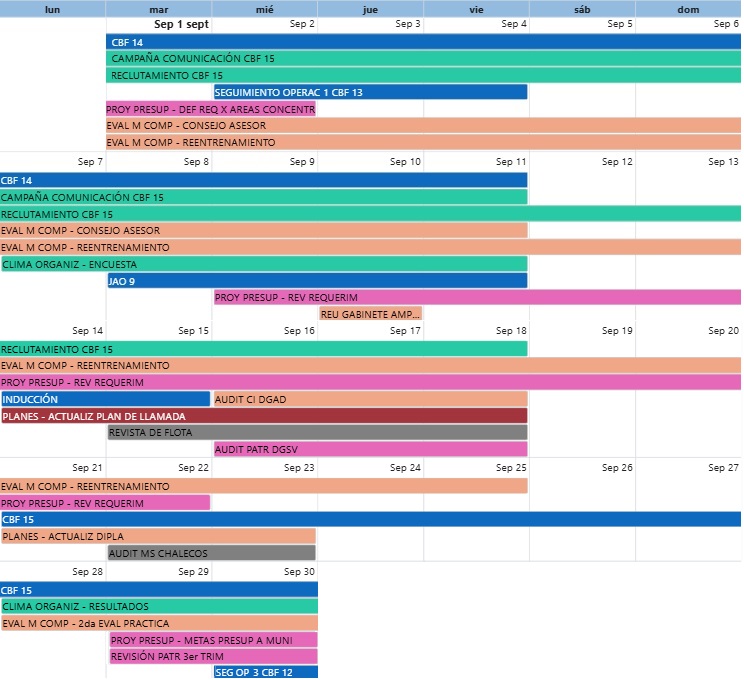 lun mar mié jue vie sáb dom
Sep 1 sept Sep 2 Sep 3 Sep 4 Sep 5 Sep 6
CBF 14
CAMPAÑA COMUNICACIÓN CBF 15
RECLUTAMIENTO CBF 15
SEGUIMIENTO OPERAC 1 CBF 13
PROY PRESUP - DEF REQ X AREAS CONCENTR
EVAL M COMP - CONSEJO ASESOR
EVAL M COMP - REENTRENAMIENTO
Sep 7 Sep 8 Sep 9 Sep 10 Sep 11 Sep 12 Sep 13
CBF 14
CAMPAÑA COMUNICACIÓN CBF 15
RECLUTAMIENTO CBF 15
EVAL M COMP - CONSEJO ASESOR
EVAL M COMP - REENTRENAMIENTO
CLIMA ORGANIZ - ENCUESTA
JAO 9
PROY PRESUP - REV REQUERIM
REU GABINETE AMP...
Sep 14 Sep 15 Sep 16 Sep 17 Sep 18 Sep 19 Sep 20
RECLUTAMIENTO CBF 15
EVAL M COMP - REENTRENAMIENTO
PROY PRESUP - REV REQUERIM
INDUCCIÓN AUDIT CI DGAD
PLANES - ACTUALIZ PLAN DE LLAMADA
REVISTA DE FLOTA
AUDIT PATR DGSV
Sep 21 Sep 22 Sep 23 Sep 24 Sep 25 Sep 26 Sep 27
EVAL M COMP - REENTRENAMIENTO
PROY PRESUP - REV REQUERIM
CBF 15
PLANES - ACTUALIZ DIPLA
AUDIT MS CHALECOS
Sep 28 Sep 29 Sep 30
CBF 15
CLIMA ORGANIZ - RESULTADOS
EVAL M COMP - 2da EVAL PRACTICA
PROY PRESUP - METAS PRESUP A MUNI
REVISIÓN PATR 3er TRIM
SEG OP 3 CBF 12